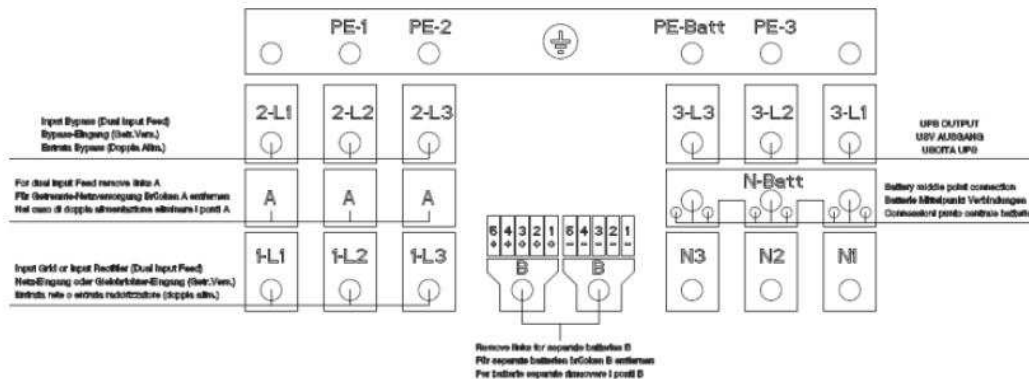 PE-1 PE-2 PE-Batt PE-3
2-L1 2-L2 2-L3 3-L3 3-L2 3-L1
Input Bypass (Dual Input Feed)
Bypass-Eingang (Getr.Vers.)
Entrata Bypass (Doppia Alim.)
UPS OUTPUT
USV AUSGANG
USCITA UPS
For dual Input Feed remove links A
Für Getrennte-Netzversorgung Brücken A entfernen
Nel caso di doppia alimentazione eliminare i ponti A
A A A
N-Batt
Battery middle point connection
Batterie Mittelpunkt Verbindungen
Connessioni punto centrale batterie
5 4 3 2 1 5 4 3 2 1
+ + + + + - - - - -
B B
Input Grid or Input Rectifier (Dual Input Feed)
Netz-Eingang oder Gleichrichter-Eingang (Getr.Vers.)
Entrata rete o entrata raddrizzatore (doppia alim.)
1-L1 1-L2 1-L3 N3 N2 N1
Remove links for separate batteries B
Für separate batterien brücken B entfernen
Per batterie separate rimuovere i ponti B